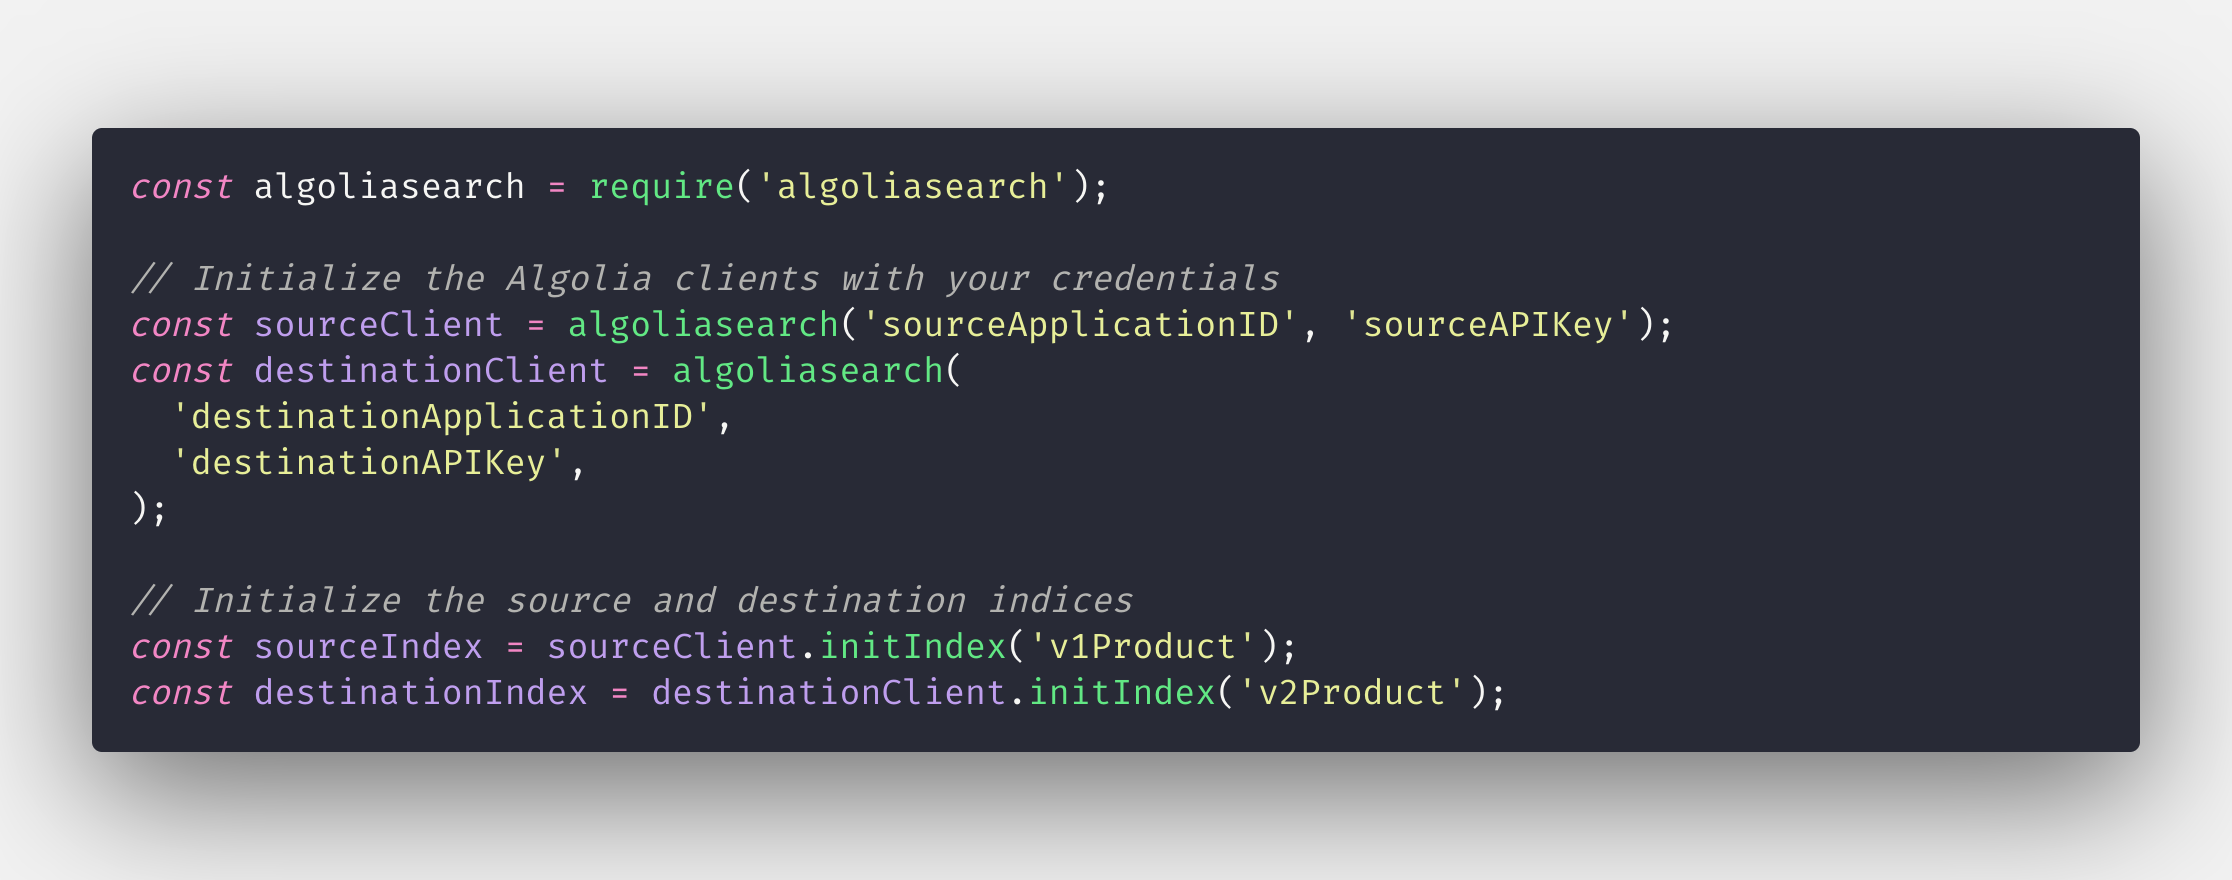 const algoliasearch = require('algoliasearch');
// Initialize the Algolia clients with your credentials
const sourceClient = algoliasearch('sourceApplicationID', 'sourceAPIKey');
const destinationClient = algoliasearch(
  'destinationApplicationID',
  'destinationAPIKey',
);
// Initialize the source and destination indices
const sourceIndex = sourceClient.initIndex('v1Product');
const destinationIndex = destinationClient.initIndex('v2Product');